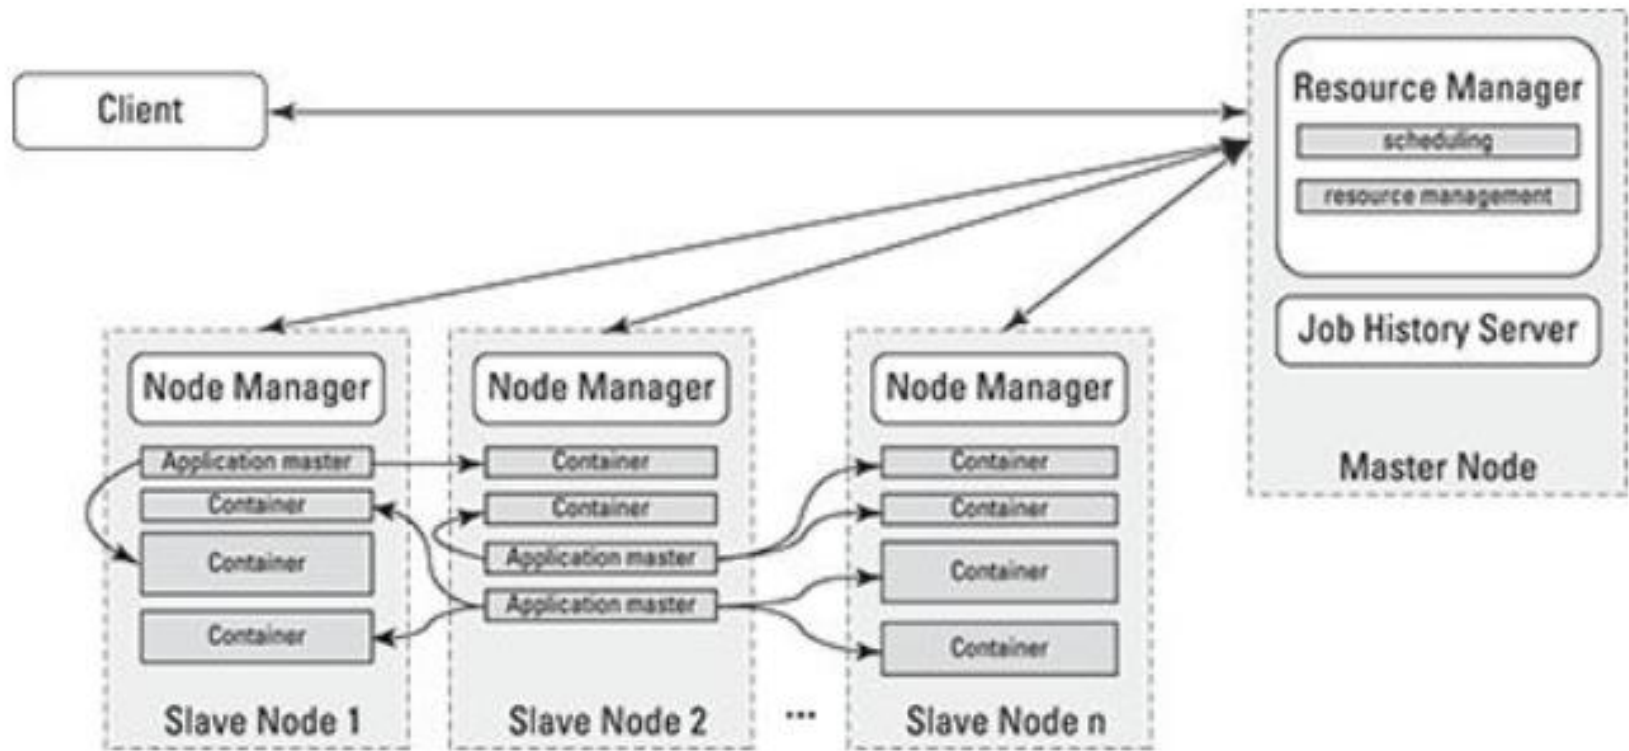 Client
Resource Manager
scheduling
resource management
Job History Server
Master Node
Node Manager
Application master
Container
Container
Container
Slave Node 1
Node Manager
Container
Container
Application master
Application master
Slave Node 2
...
Node Manager
Container
Container
Container
Container
Slave Node n